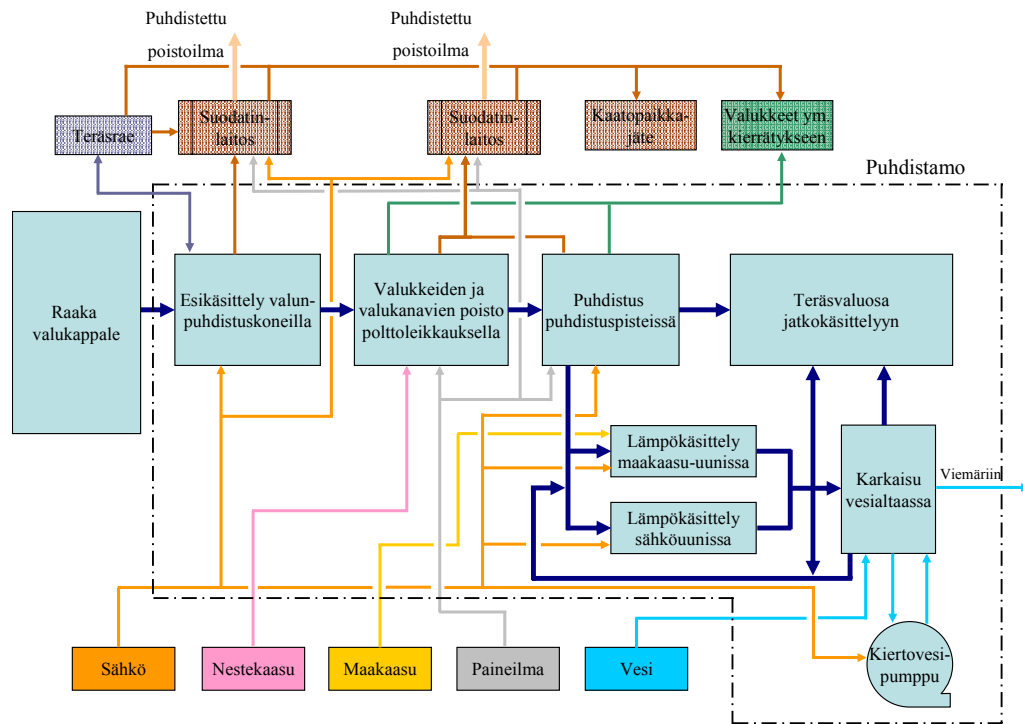 Puhdistettu
poistoilma
Puhdistettu
poistoilma
Teräsrae
Suodatin-
laitos
Suodatin-
laitos
Kaatopaikka-
jäte
Valukkeet ym.
kierrätykseen
Puhdistamo
Raaka
valukappale
Esikäsittely valun-
puhdistuskoneilla
Valukkeiden ja
valukanavien poisto
polttoleikkauksella
Puhdistus
puhdistuspisteissä
Teräsvaluosa
jatkokäsittelyyn
Lämpökäsittely
maakaasu-uunissa
Lämpökäsittely
sähköuunissa
Karkaisu
vesialtaassa
Viemäriin
Sähkö
Nestekaasu
Maakaasu
Paineilma
Vesi
Kiertovesi-
pumppu